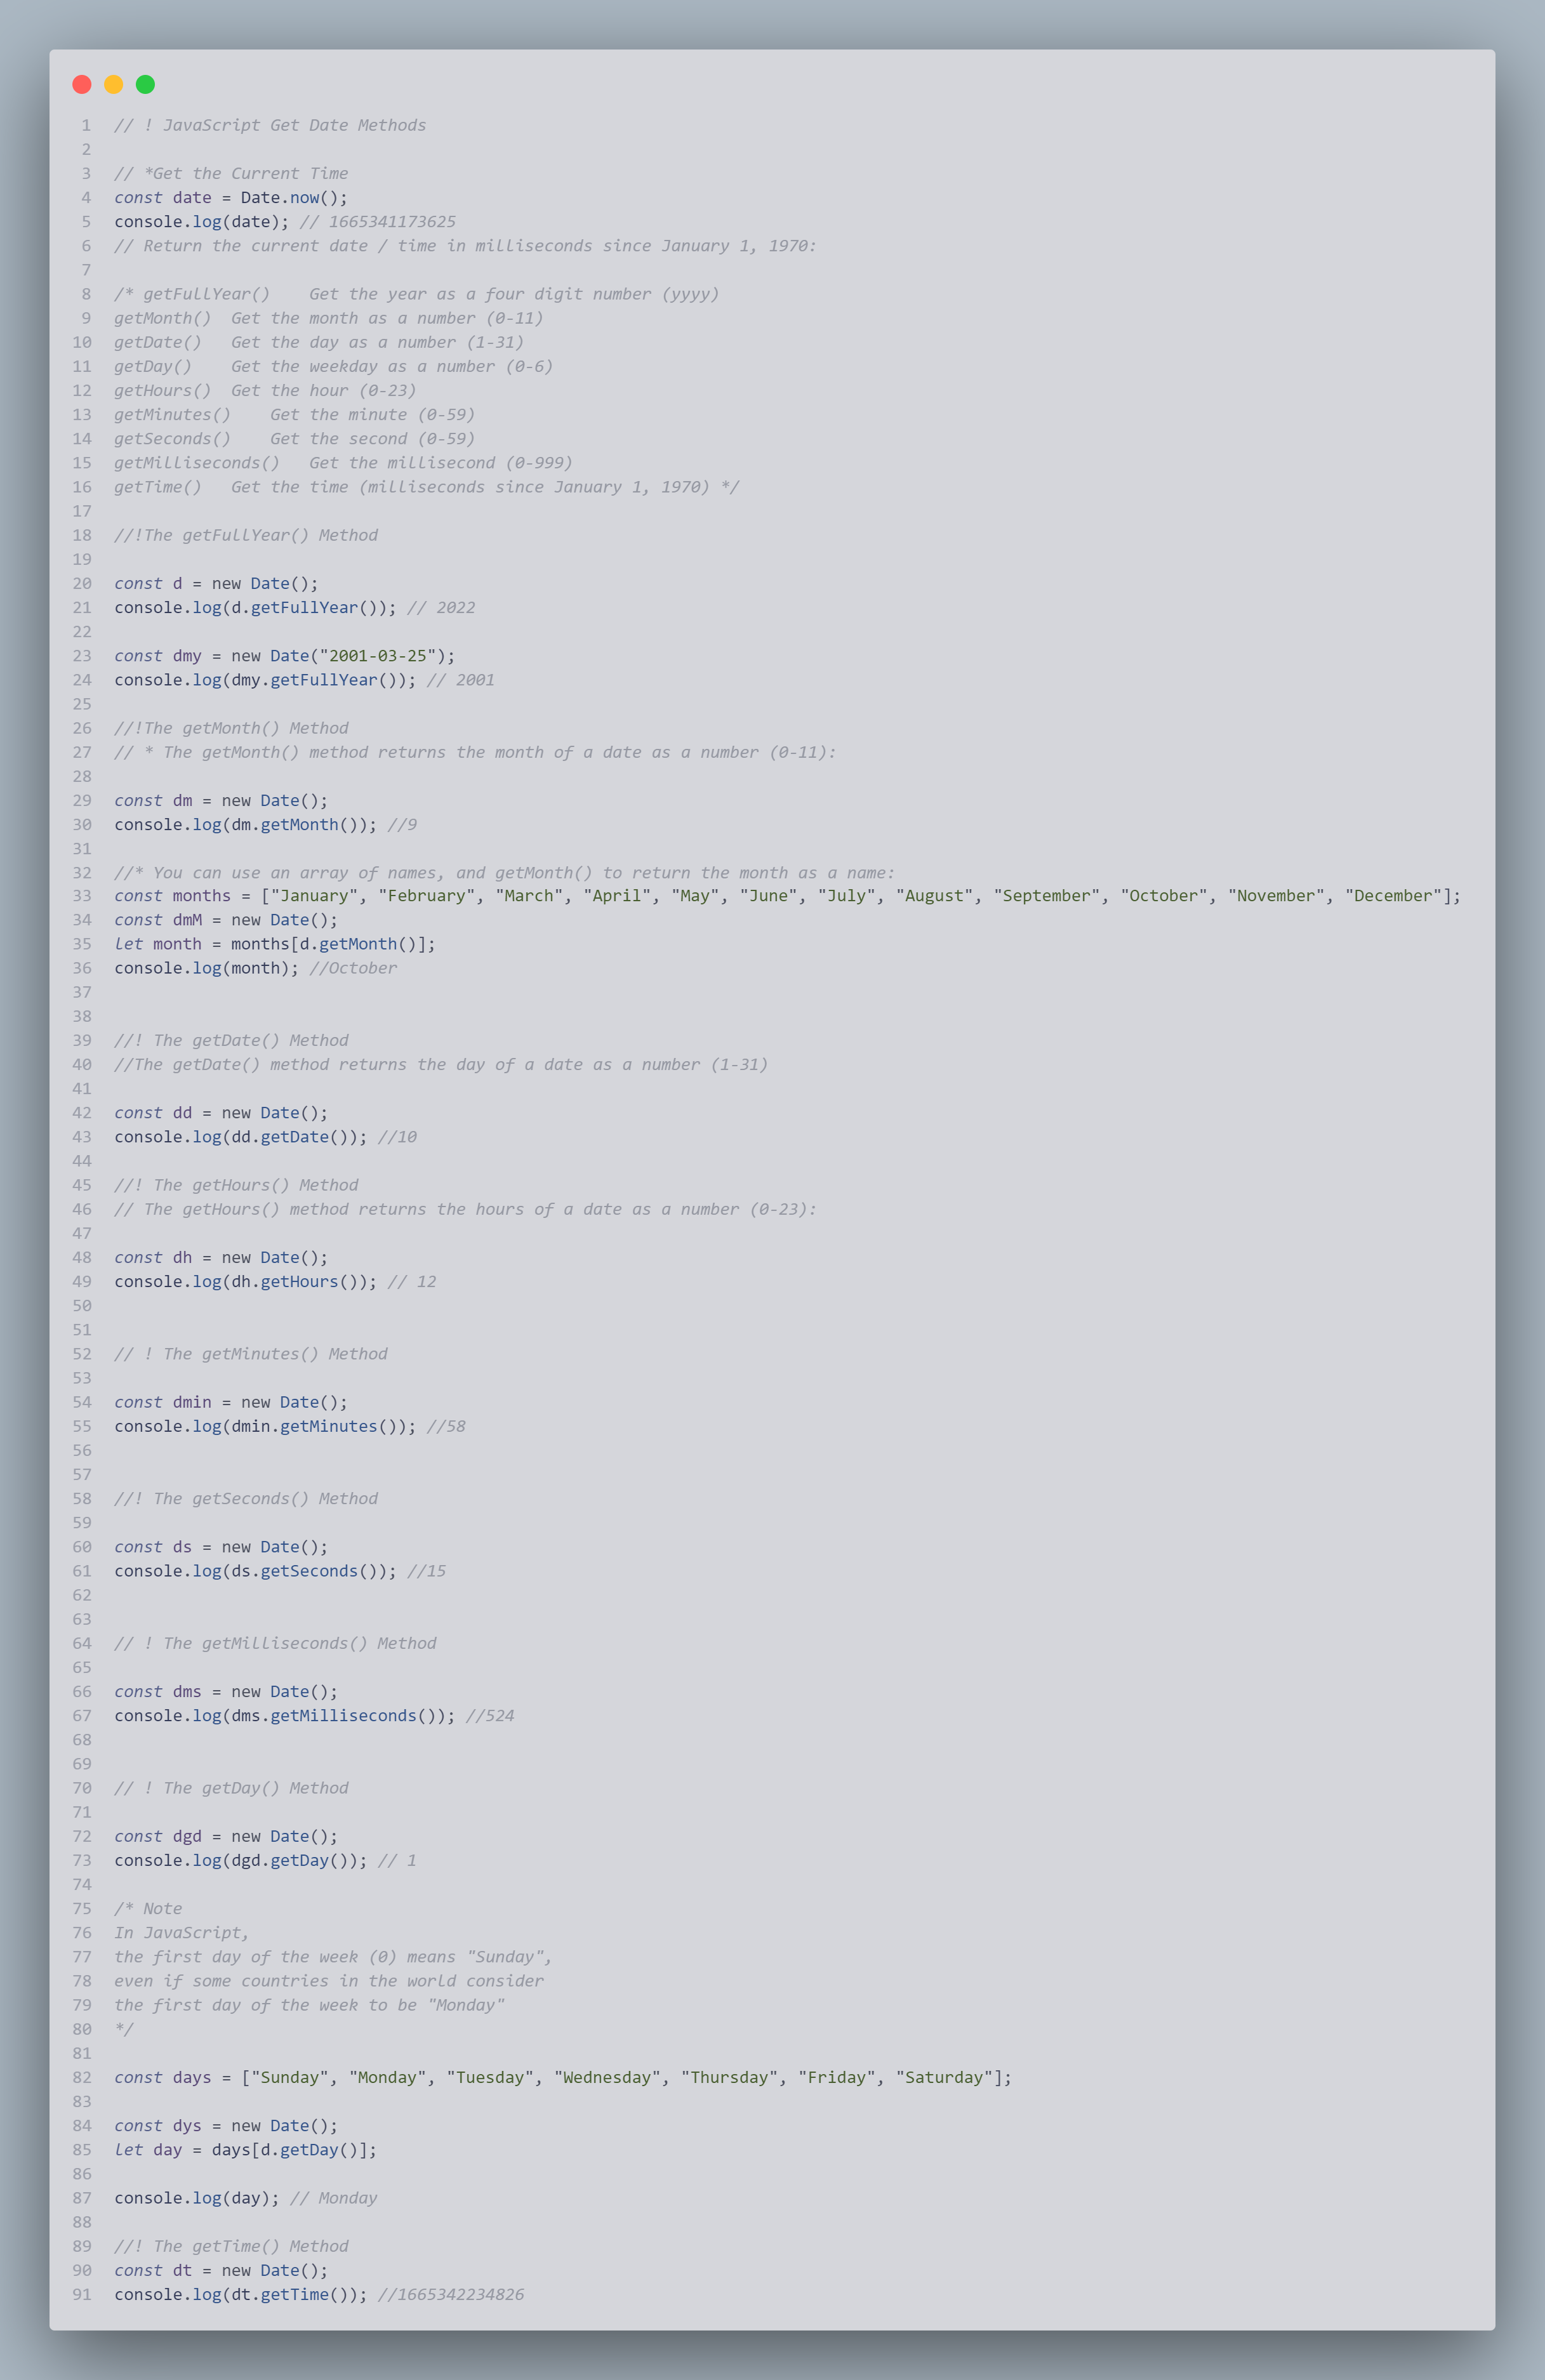 1 // ! JavaScript Get Date Methods
2
3 // *Get the Current Time
4 const date = Date.now();
5 console.log(date); // 1665341173625
6 // Return the current date / time in milliseconds since January 1, 1970:
7
8 /* getFullYear()    Get the year as a four digit number (yyyy)
9 getMonth()  Get the month as a number (0-11)
10 getDate()   Get the day as a number (1-31)
11 getDay()    Get the weekday as a number (0-6)
12 getHours()  Get the hour (0-23)
13 getMinutes()    Get the minute (0-59)
14 getSeconds()    Get the second (0-59)
15 getMilliseconds()   Get the millisecond (0-999)
16 getTime()   Get the time (milliseconds since January 1, 1970) */
17
18 //!The getFullYear() Method
19
20 const d = new Date();
21 console.log(d.getFullYear()); // 2022
22
23 const dmy = new Date("2001-03-25");
24 console.log(dmy.getFullYear()); // 2001
25
26 //!The getMonth() Method
27 // * The getMonth() method returns the month of a date as a number (0-11):
28
29 const dm = new Date();
30 console.log(dm.getMonth()); //9
31
32 //* You can use an array of names, and getMonth() to return the month as a name:
33 const months = ["January", "February", "March", "April", "May", "June", "July", "August", "September", "October", "November", "December"];
34 const dmM = new Date();
35 let month = months[d.getMonth()];
36 console.log(month); //October
37
38
39 //! The getDate() Method
40 //The getDate() method returns the day of a date as a number (1-31)
41
42 const dd = new Date();
43 console.log(dd.getDate()); //10
44
45 //! The getHours() Method
46 // The getHours() method returns the hours of a date as a number (0-23):
47
48 const dh = new Date();
49 console.log(dh.getHours()); // 12
50
51
52 // ! The getMinutes() Method
53
54 const dmin = new Date();
55 console.log(dmin.getMinutes()); //58
56
57
58 //! The getSeconds() Method
59
60 const ds = new Date();
61 console.log(ds.getSeconds()); //15
62
63
64 // ! The getMilliseconds() Method
65
66 const dms = new Date();
67 console.log(dms.getMilliseconds()); //524
68
69
70 // ! The getDay() Method
71
72 const dgd = new Date();
73 console.log(dgd.getDay()); // 1
74
75 /* Note
76 In JavaScript,
77 the first day of the week (0) means "Sunday",
78 even if some countries in the world consider
79 the first day of the week to be "Monday"
80 */
81
82 const days = ["Sunday", "Monday", "Tuesday", "Wednesday", "Thursday", "Friday", "Saturday"];
83
84 const dys = new Date();
85 let day = days[d.getDay()];
86
87 console.log(day); // Monday
88
89 //! The getTime() Method
90 const dt = new Date();
91 console.log(dt.getTime()); //1665342234826